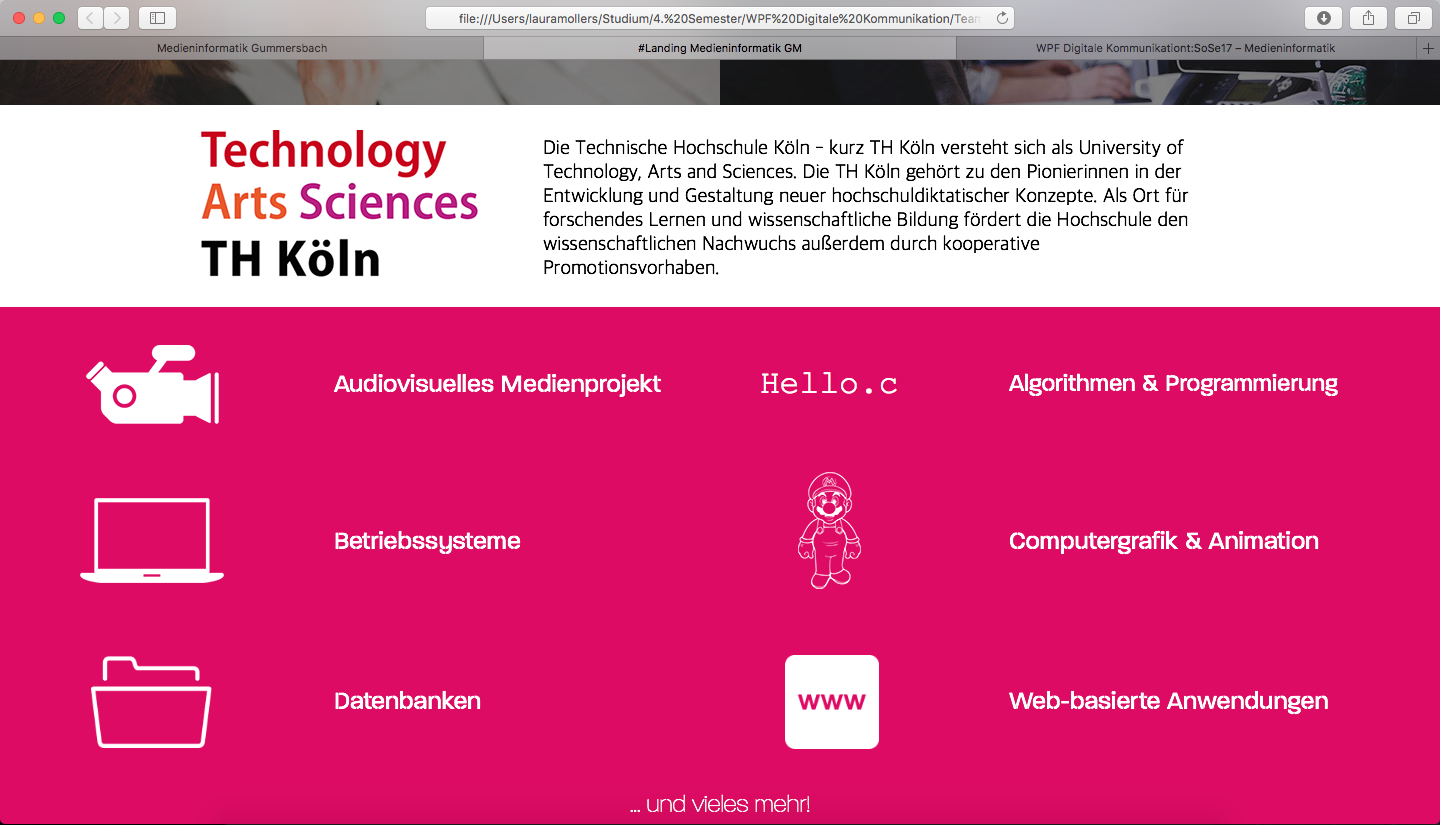 file:///Users/lauramollers/Studium/4.%20Semester/WPF%20Digitale%20Kommunikation/Team
Medieninformatik Gummersbach
#Landing Medieninformatik GM
WPF Digitale Kommunikationt:SoSe17 – Medieninformatik
Technology
Arts Sciences
TH Köln
Die Technische Hochschule Köln – kurz TH Köln versteht sich als University of
Technology, Arts and Sciences. Die TH Köln gehört zu den Pionierinnen in der
Entwicklung und Gestaltung neuer hochschuldiktatischer Konzepte. Als Ort für
forschendes Lernen und wissenschaftliche Bildung fördert die Hochschule den
wissenschaftlichen Nachwuchs außerdem durch kooperative
Promotionsvorhaben.
Audiovisuelles Medienprojekt
Hello.c
Algorithmen & Programmierung
Betriebssysteme
M
Computergrafik & Animation
Datenbanken
www
Web-basierte Anwendungen
... und vieles mehr!